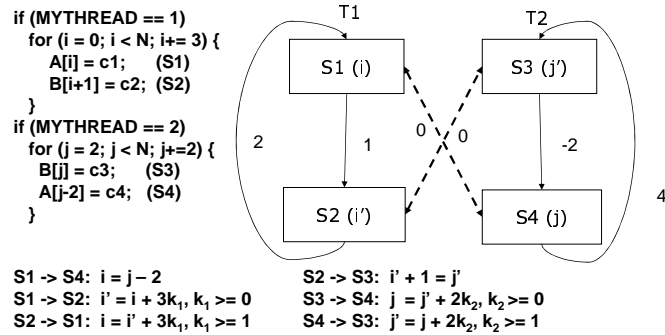 if (MYTHREAD == 1)
for (i = 0; i < N; i+= 3) {
A[i] = c1; (S1)
B[i+1] = c2; (S2)
}
if (MYTHREAD == 2)
for (j = 2; j < N; j+=2) {
B[j] = c3; (S3)
A[j-2] = c4; (S4)
}
T1
T2
S1 (i)
S3 (j')
2
1
0
0
-2
4
S2 (i')
S4 (j)
S1 -> S4: i = j – 2
S1 -> S2: i' = i + 3k₁, k₁ >= 0
S2 -> S1: i = i' + 3k₁, k₁ >= 1
S2 -> S3: i' + 1 = j'
S3 -> S4: j = j' + 2k₂, k₂ >= 0
S4 -> S3: j' = j + 2k₂, k₂ >= 1